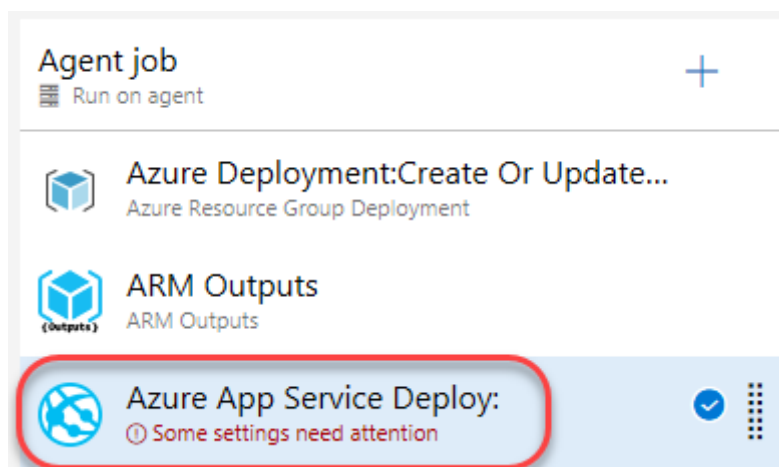 Agent job
Run on agent
Azure Deployment:Create Or Update...
Azure Resource Group Deployment
{Outputs}
ARM Outputs
ARM Outputs
Azure App Service Deploy:
Some settings need attention